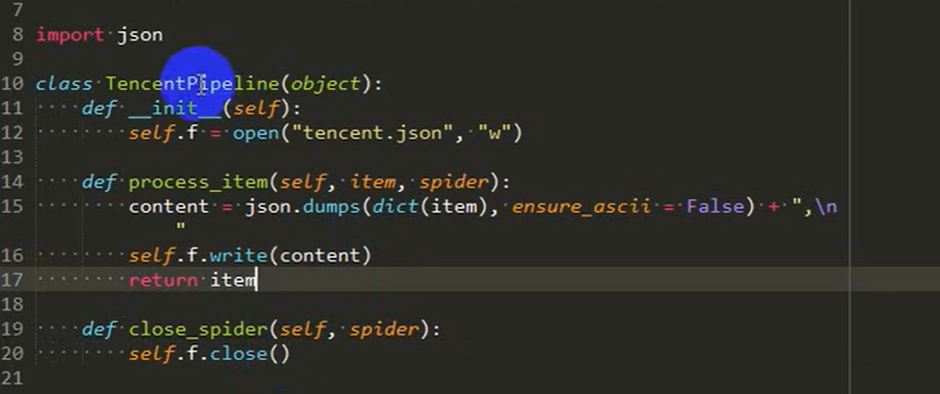 7
8 import json
9
10 class TencentPipeline(object):
11     def __init__(self):
12         self.f = open("tencent.json", "w")
13
14     def process_item(self, item, spider):
15         content = json.dumps(dict(item), ensure_ascii = False) + ",\n
"
16         self.f.write(content)
17         return item
18
19     def close_spider(self, spider):
20         self.f.close()
21